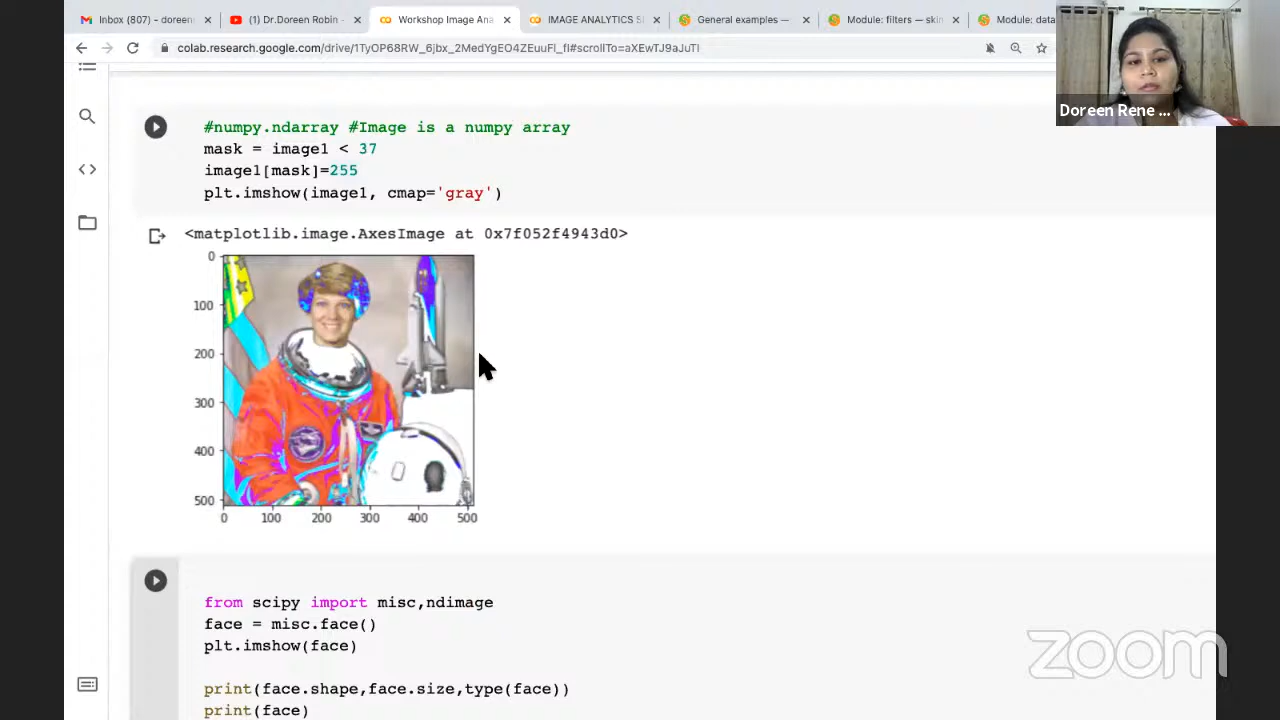 Inbox (807) - doreen
(1) Dr.Doreen Robin -
Workshop Image Ana
IMAGE ANALYTICS S
General examples —
Module: filters — skin
Module: data
colab.research.google.com/drive/1TyOP68RW_6jbx_2MedYgEO4ZEuuFl_fl#scrollTo=aXEwTJ9aJuTl
Doreen Rene ...
#numpy.ndarray #Image is a numpy array
mask = image1 < 37
image1[mask]=255
plt.imshow(image1, cmap='gray')
<matplotlib.image.AxesImage at 0x7f052f4943d0>
0
100
200
300
400
500
0 100 200 300 400 500
from scipy import misc,ndimage
face = misc.face()
plt.imshow(face)
print(face.shape,face.size,type(face))
print(face)
zoom